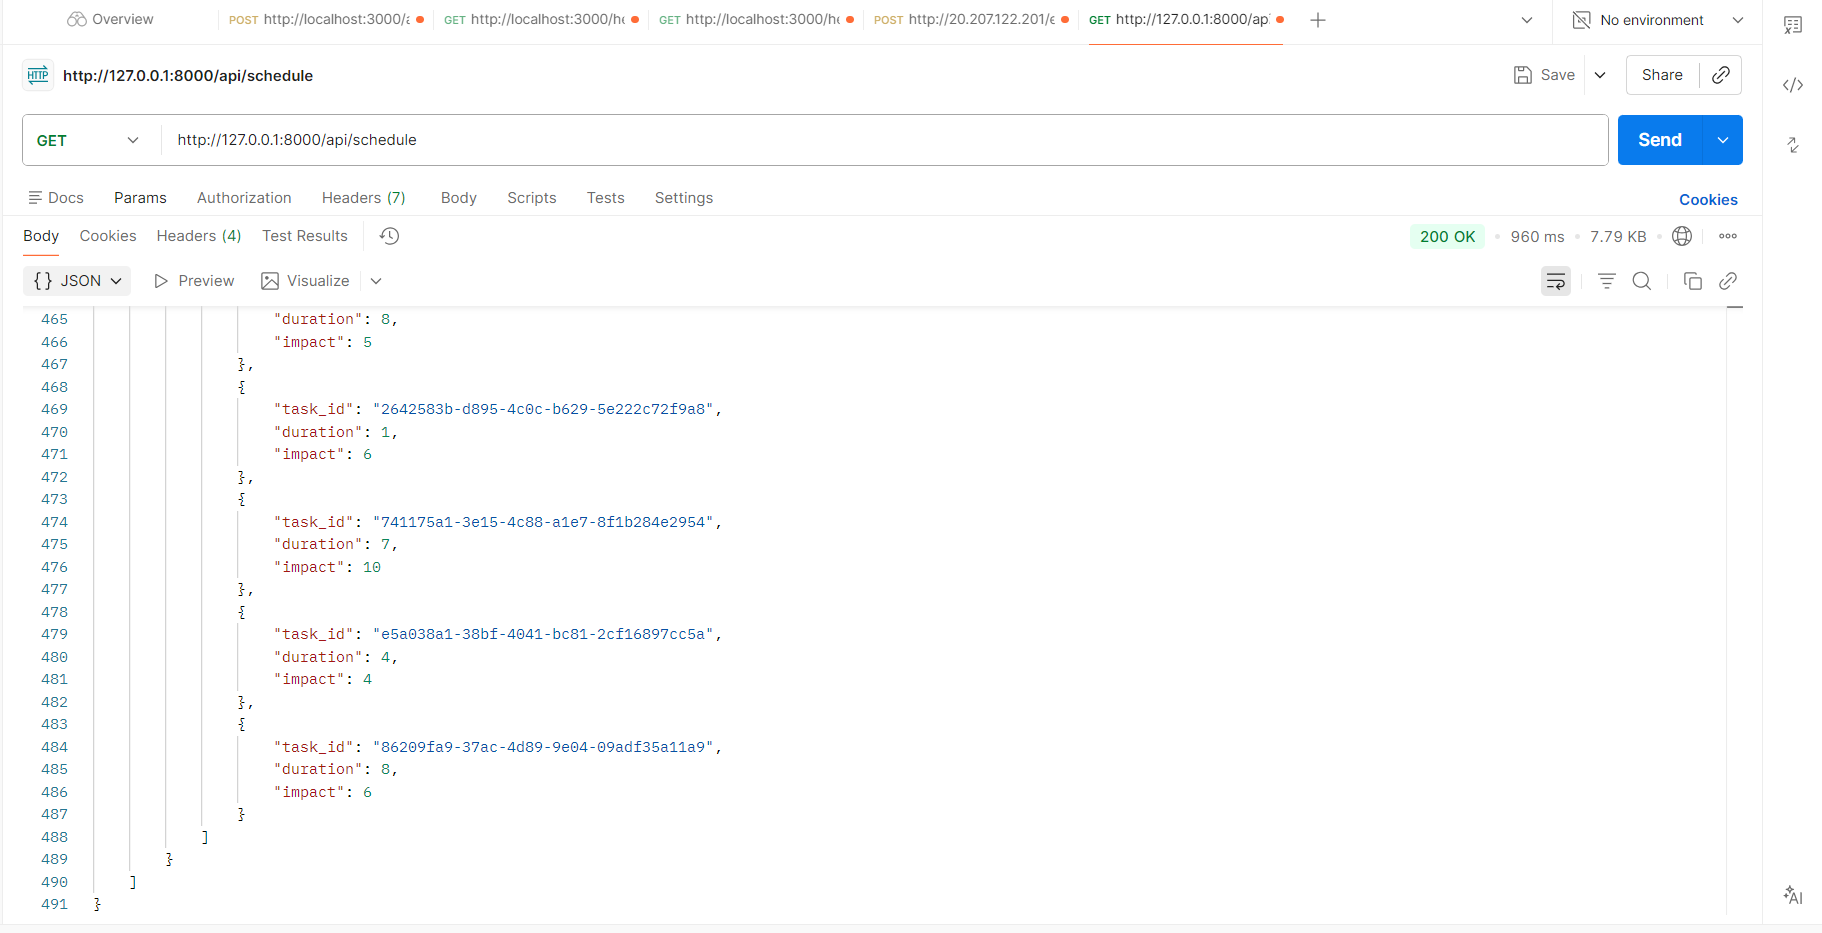 Overview POST http://localhost:3000/a GET http://localhost:3000/he GET http://localhost:3000/he POST http://20.207.122.201/e GET http://127.0.0.1:8000/ap No environment
HTTP http://127.0.0.1:8000/api/schedule Save Share
GET http://127.0.0.1:8000/api/schedule Send
Docs Params Authorization Headers (7) Body Scripts Tests Settings Cookies
Body Cookies Headers (4) Test Results 200 OK 960 ms 7.79 KB
{} JSON Preview Visualize
465 "duration": 8,
466 "impact": 5
467 },
468 {
469 "task_id": "2642583b-d895-4c0c-b629-5e222c72f9a8",
470 "duration": 1,
471 "impact": 6
472 },
473 {
474 "task_id": "741175a1-3e15-4c88-a1e7-8f1b284e2954",
475 "duration": 7,
476 "impact": 10
477 },
478 {
479 "task_id": "e5a038a1-38bf-4041-bc81-2cf16897cc5a",
480 "duration": 4,
481 "impact": 4
482 },
483 {
484 "task_id": "86209fa9-37ac-4d89-9e04-09adf35a11a9",
485 "duration": 8,
486 "impact": 6
487 }
488 ]
489 }
490 ]
491 }
AI